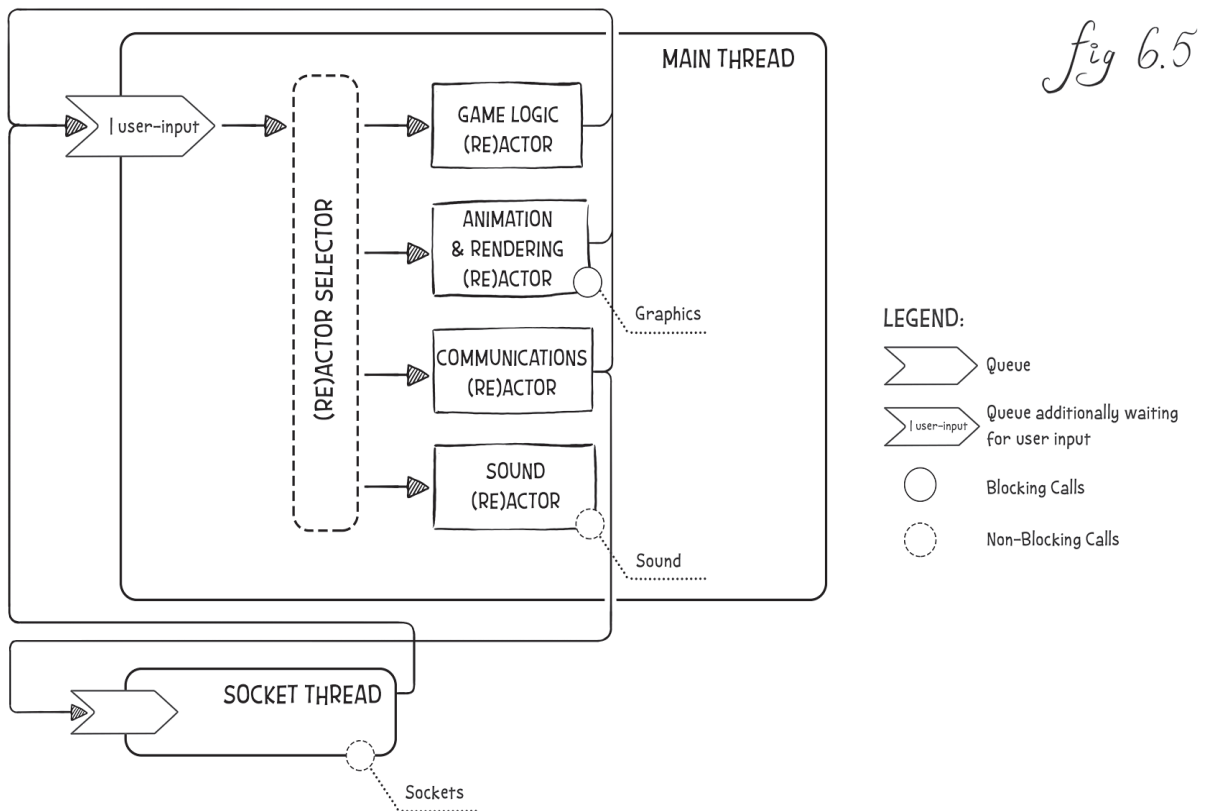 fig 6.5
MAIN THREAD
| user-input
(RE)ACTOR SELECTOR
GAME LOGIC
(RE)ACTOR
ANIMATION
& RENDERING
(RE)ACTOR
Graphics
COMMUNICATIONS
(RE)ACTOR
SOUND
(RE)ACTOR
Sound
SOCKET THREAD
Sockets
LEGEND:
Queue
| user-input
Queue additionally waiting
for user input
Blocking Calls
Non-Blocking Calls